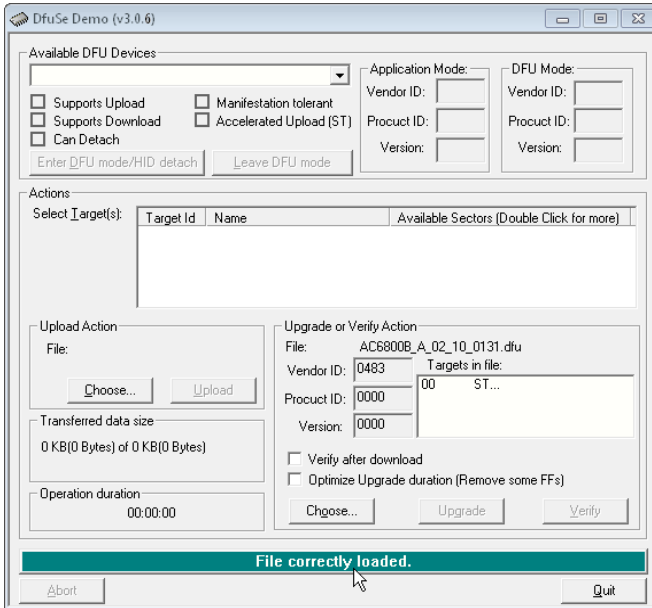 DfuSe Demo (v3.0.6)
Available DFU Devices
Supports Upload
Manifestation tolerant
Supports Download
Accelerated Upload (ST)
Can Detach
Enter DFU mode/HID detach
Leave DFU mode
Application Mode:
Vendor ID:
Procuct ID:
Version:
DFU Mode:
Vendor ID:
Procuct ID:
Version:
Actions
Select Target(s):
Target Id
Name
Available Sectors (Double Click for more)
Upload Action
File:
Choose...
Upload
Transferred data size
0 KB(0 Bytes) of 0 KB(0 Bytes)
Operation duration
00:00:00
Upgrade or Verify Action
File: AC6800B_A_02_10_0131.dfu
Vendor ID: 0483
Procuct ID: 0000
Version: 0000
Targets in file:
00 ST...
Verify after download
Optimize Upgrade duration (Remove some FFs)
Choose...
Upgrade
Verify
File correctly loaded.
Abort
Quit